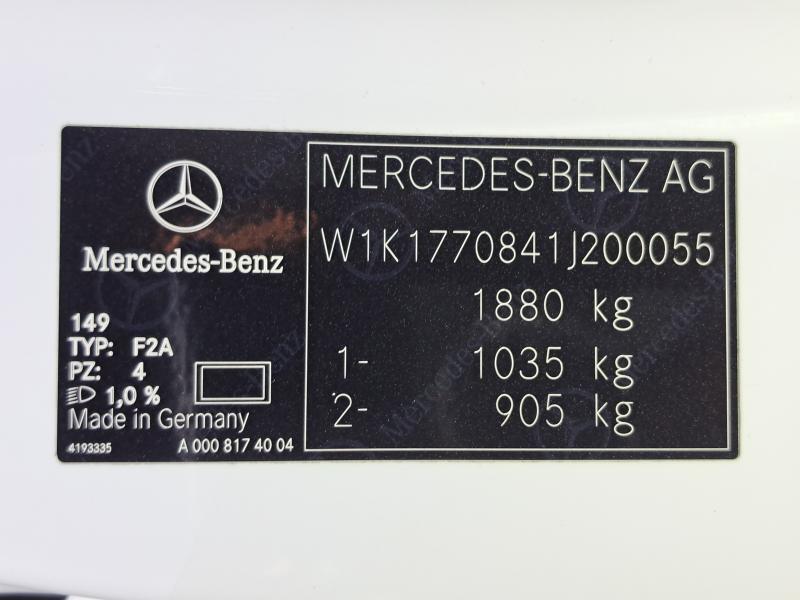 Mercedes-Benz
149
TYP: F2A
PZ: 4
1,0 %
Made in Germany
4193335 A 000 817 40 04
MERCEDES-BENZ AG
W1K1770841J200055
1880 kg
1- 1035 kg
2- 905 kg